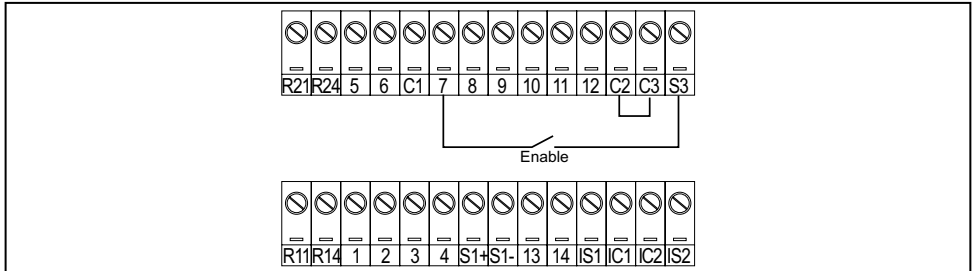 R21 R24 5 6 C1 7 8 9 10 11 12 C2 C3 S3
Enable
R11 R14 1 2 3 4 S1+ S1- 13 14 IS1 IC1 IC2 IS2